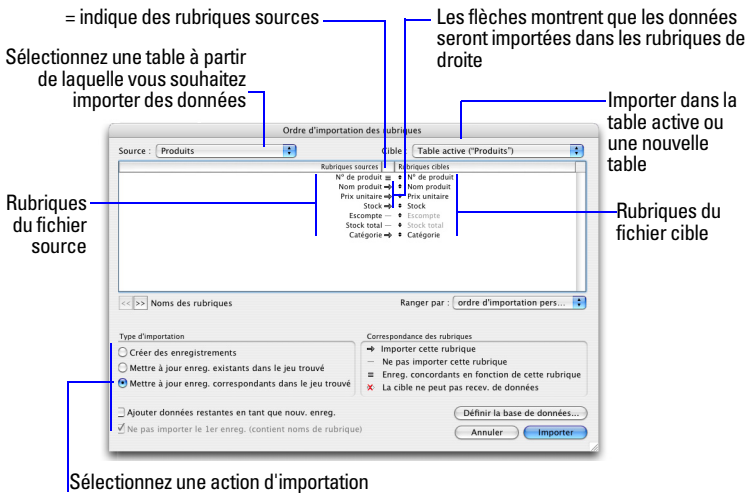 = indique des rubriques sources
Les flèches montrent que les données
seront importées dans les rubriques de
droite
Sélectionnez une table à partir
de laquelle vous souhaitez
importer des données
Importer dans la
table active ou
une nouvelle
table
Ordre d'importation des rubriques
Source : Produits
Cible : Table active ("Produits")
Rubriques sources Rubriques cibles
N° de produit = N° de produit
Nom produit Nom produit
Prix unitaire Prix unitaire
Stock Stock
Escompte — Escompte
Stock total — Stock total
Catégorie Catégorie
Rubriques
du fichier
source
Rubriques du
fichier cible
<< >> Noms des rubriques
Ranger par : ordre d'importation pers...
Type d'importation
Créer des enregistrements
Mettre à jour enreg. existants dans le jeu trouvé
Mettre à jour enreg. correspondants dans le jeu trouvé
Correspondance des rubriques
Importer cette rubrique
— Ne pas importer cette rubrique
≡ Enreg. concordants en fonction de cette rubrique
La cible ne peut pas recev. de données
Ajouter données restantes en tant que nouv. enreg.
Ne pas importer le 1er enreg. (contient noms de rubrique)
Définir la base de données...
Annuler
Importer
Sélectionnez une action d'importation